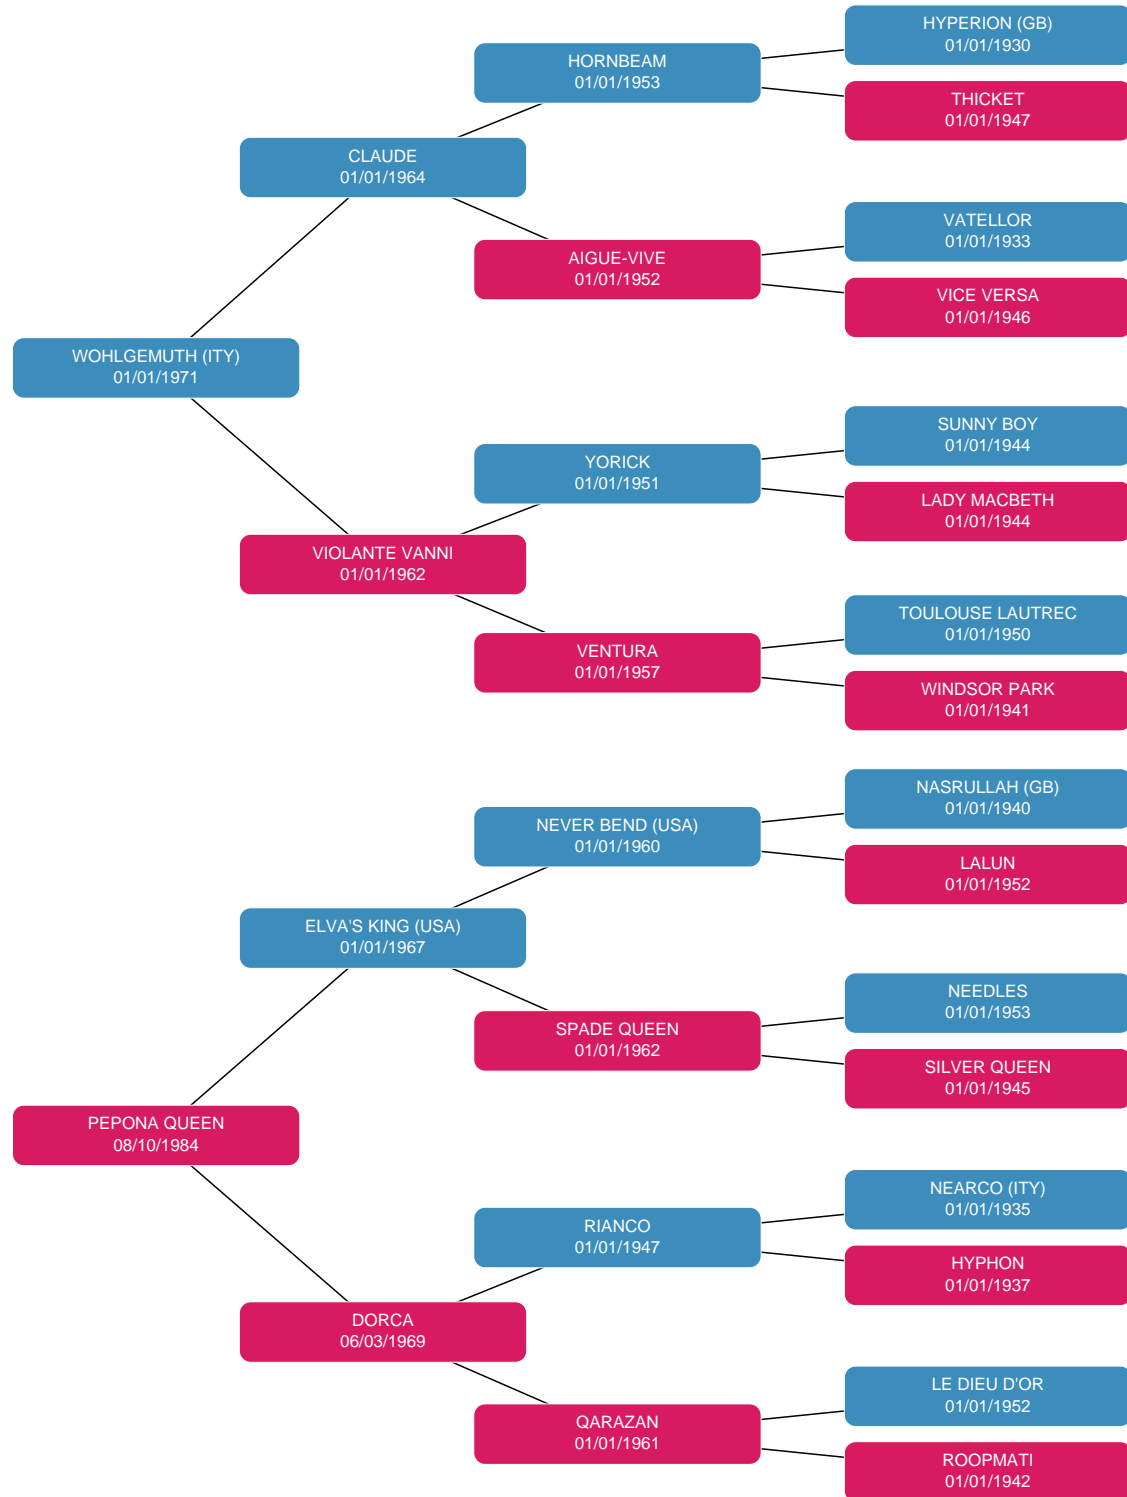 HYPERION (GB)
01/01/1930
HORNBEAM
01/01/1953
THICKET
01/01/1947
CLAUDE
01/01/1964
VATELLOR
01/01/1933
AIGUE-VIVE
01/01/1952
VICE VERSA
01/01/1946
WOHLGEMUTH (ITY)
01/01/1971
SUNNY BOY
01/01/1944
YORICK
01/01/1951
LADY MACBETH
01/01/1944
VIOLANTE VANNI
01/01/1962
TOULOUSE LAUTREC
01/01/1950
VENTURA
01/01/1957
WINDSOR PARK
01/01/1941
NASRULLAH (GB)
01/01/1940
NEVER BEND (USA)
01/01/1960
LALUN
01/01/1952
ELVA'S KING (USA)
01/01/1967
NEEDLES
01/01/1953
SPADE QUEEN
01/01/1962
SILVER QUEEN
01/01/1945
PEPONA QUEEN
08/10/1984
NEARCO (ITY)
01/01/1935
RIANCO
01/01/1947
HYPHON
01/01/1937
DORCA
06/03/1969
LE DIEU D'OR
01/01/1952
QARAZAN
01/01/1961
ROOPMATI
01/01/1942